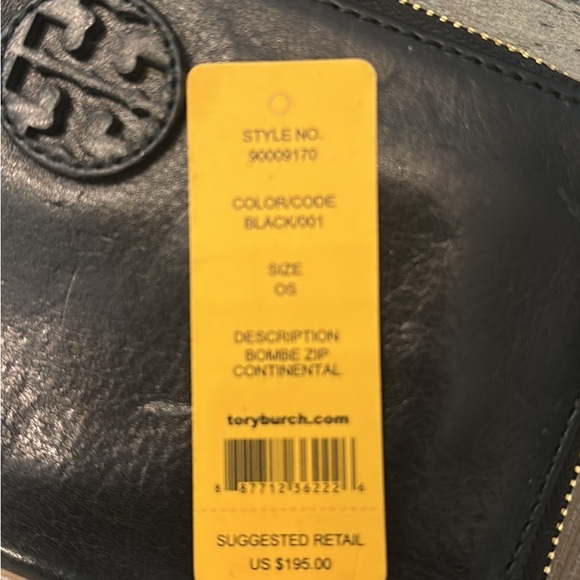 STYLE NO.
90009170
COLOR/CODE
BLACK/001
SIZE
OS
DESCRIPTION
BOMBE ZIP
CONTINENTAL
toryburch.com
8 87712 36222 6
SUGGESTED RETAIL
US $195.00